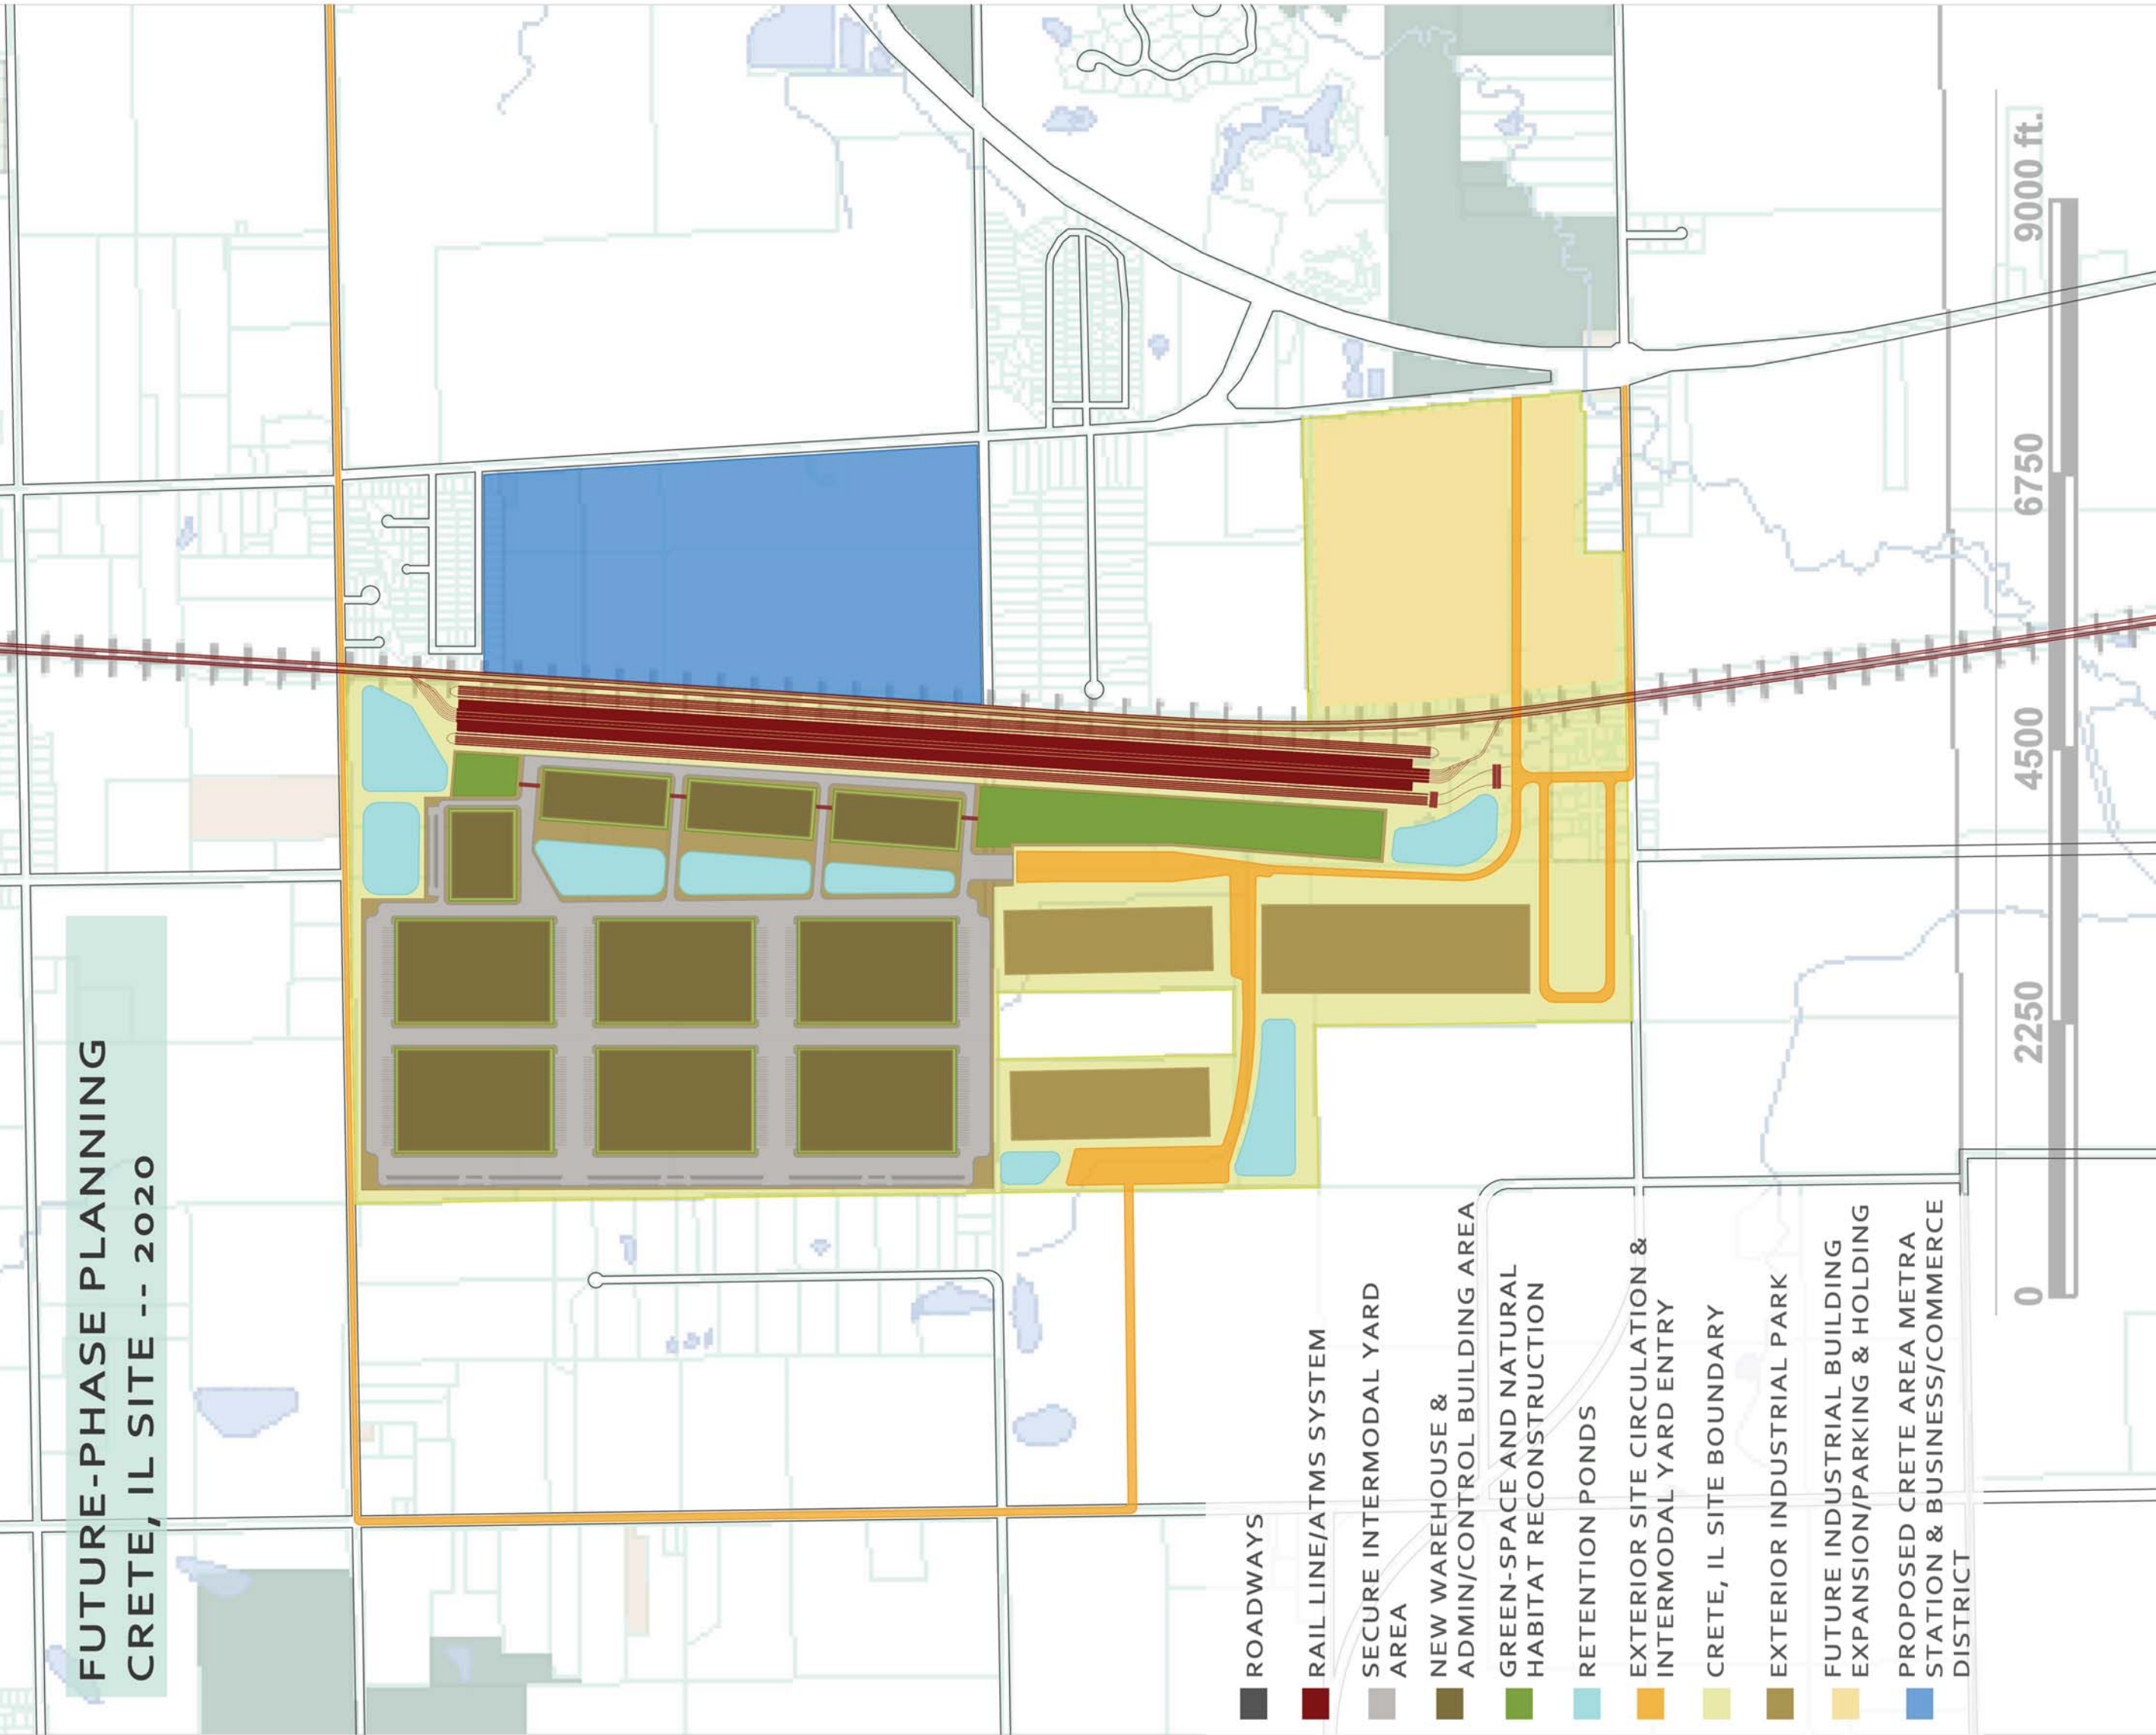 FUTURE-PHASE PLANNING
CRETE, IL SITE -- 2020
ROADWAYS
RAIL LINE/ATMS SYSTEM
SECURE INTERMODAL YARD
AREA
NEW WAREHOUSE &
ADMIN/CONTROL BUILDING AREA
GREEN-SPACE AND NATURAL
HABITAT RECONSTRUCTION
RETENTION PONDS
EXTERIOR SITE CIRCULATION &
INTERMODAL YARD ENTRY
CRETE, IL SITE BOUNDARY
EXTERIOR INDUSTRIAL PARK
FUTURE INDUSTRIAL BUILDING
EXPANSION/PARKING & HOLDING
PROPOSED CRETE AREA METRA
STATION & BUSINESS/COMMERCE
DISTRICT
0 2250 4500 6750 9000 ft.